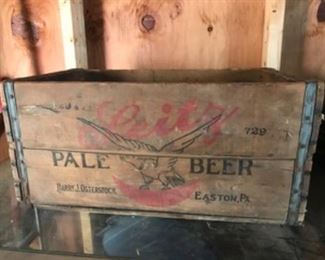 Seitz
729
PALE BEER
HARRY J. OSTERSTOCK, EASTON, PA.